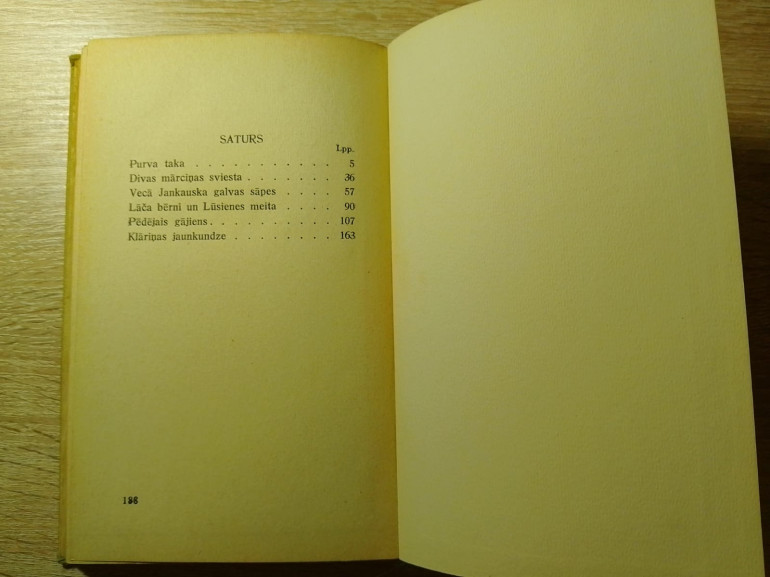 SATURS
Lpp.
Purva taka . . . . . . . . . . . 5
Divas mārciņas sviesta . . . . . . . 36
Vecā Jankauska galvas sāpes . . . . 57
Lāča bērni un Lūsienes meita . . . . 90
Pēdējais gājiens . . . . . . . . . 107
Klāriņas jaunkundze . . . . . . . . 163